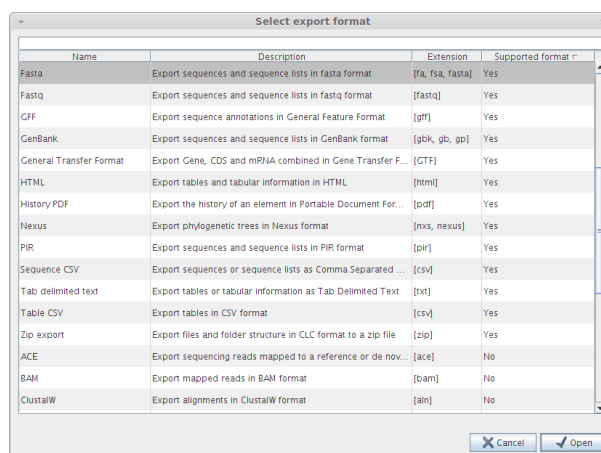 Select export format
Name Description Extension Supported format
Fasta Export sequences and sequence lists in fasta format [fa, fsa, fasta] Yes
Fastq Export sequences and sequence lists in fastq format [fastq] Yes
GFF Export sequence annotations in General Feature Format [gff] Yes
GenBank Export sequences and sequence lists in GenBank format [gbk, gb, gp] Yes
General Transfer Format Export Gene, CDS and mRNA combined in Gene Transfer F... [GTF] Yes
HTML Export tables and tabular information in HTML [html] Yes
History PDF Export the history of an element in Portable Document For... [pdf] Yes
Nexus Export phylogenetic trees in Nexus format [nxs, nexus] Yes
PIR Export sequences and sequence lists in PIR format [pir] Yes
Sequence CSV Export sequences or sequence lists as Comma Separated ... [csv] Yes
Tab delimited text Export tables or tabular information as Tab Delimited Text [txt] Yes
Table CSV Export tables in CSV format [csv] Yes
Zip export Export files and folder structure in CLC format to a zip file [zip] Yes
ACE Export sequencing reads mapped to a reference or de nov... [ace] No
BAM Export mapped reads in BAM format [bam] No
ClustalW Export alignments in ClustalW format [aln] No
Cancel Open